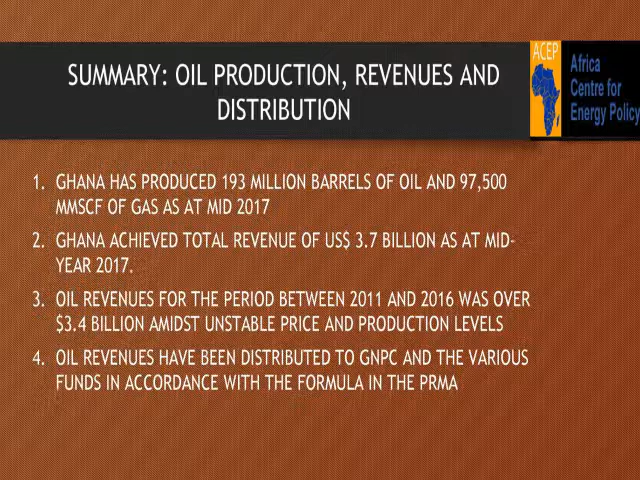 SUMMARY: OIL PRODUCTION, REVENUES AND
DISTRIBUTION
ACEP
Africa
Centre for
Energy Policy
1. GHANA HAS PRODUCED 193 MILLION BARRELS OF OIL AND 97,500
MMSCF OF GAS AS AT MID 2017
2. GHANA ACHIEVED TOTAL REVENUE OF US$ 3.7 BILLION AS AT MID-
YEAR 2017.
3. OIL REVENUES FOR THE PERIOD BETWEEN 2011 AND 2016 WAS OVER
$3.4 BILLION AMIDST UNSTABLE PRICE AND PRODUCTION LEVELS
4. OIL REVENUES HAVE BEEN DISTRIBUTED TO GNPC AND THE VARIOUS
FUNDS IN ACCORDANCE WITH THE FORMULA IN THE PRMA